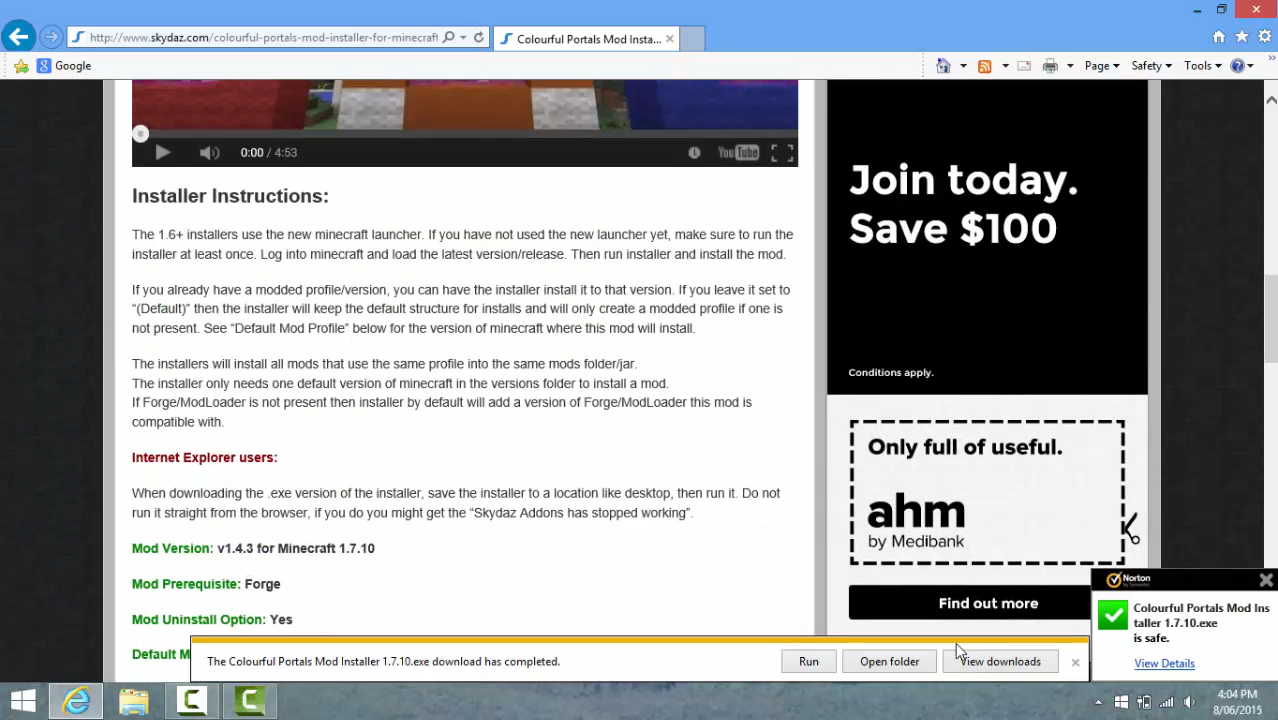 http://www.skydaz.com/colourful-portals-mod-installer-for-minecraft
Colourful Portals Mod Insta...
Google
Page
Safety
Tools
0:00 / 4:53
YouTube
Installer Instructions:
The 1.6+ installers use the new minecraft launcher. If you have not used the new launcher yet, make sure to run the
installer at least once. Log into minecraft and load the latest version/release. Then run installer and install the mod.
If you already have a modded profile/version, you can have the installer install it to that version. If you leave it set to
“(Default)” then the installer will keep the default structure for installs and will only create a modded profile if one is
not present. See “Default Mod Profile” below for the version of minecraft where this mod will install.
The installers will install all mods that use the same profile into the same mods folder/jar.
The installer only needs one default version of minecraft in the versions folder to install a mod.
If Forge/ModLoader is not present then installer by default will add a version of Forge/ModLoader this mod is
compatible with.
Internet Explorer users:
When downloading the .exe version of the installer, save the installer to a location like desktop, then run it. Do not
run it straight from the browser, if you do you might get the “Skydaz Addons has stopped working”.
Mod Version: v1.4.3 for Minecraft 1.7.10
Mod Prerequisite: Forge
Mod Uninstall Option: Yes
Default M
Join today.
Save $100
Conditions apply.
Only full of useful.
ahm
by Medibank
Find out more
The Colourful Portals Mod Installer 1.7.10.exe download has completed.
Run
Open folder
View downloads
Norton
by Symantec
Colourful Portals Mod Ins
taller 1.7.10.exe
is safe.
View Details
4:04 PM
8/06/2015